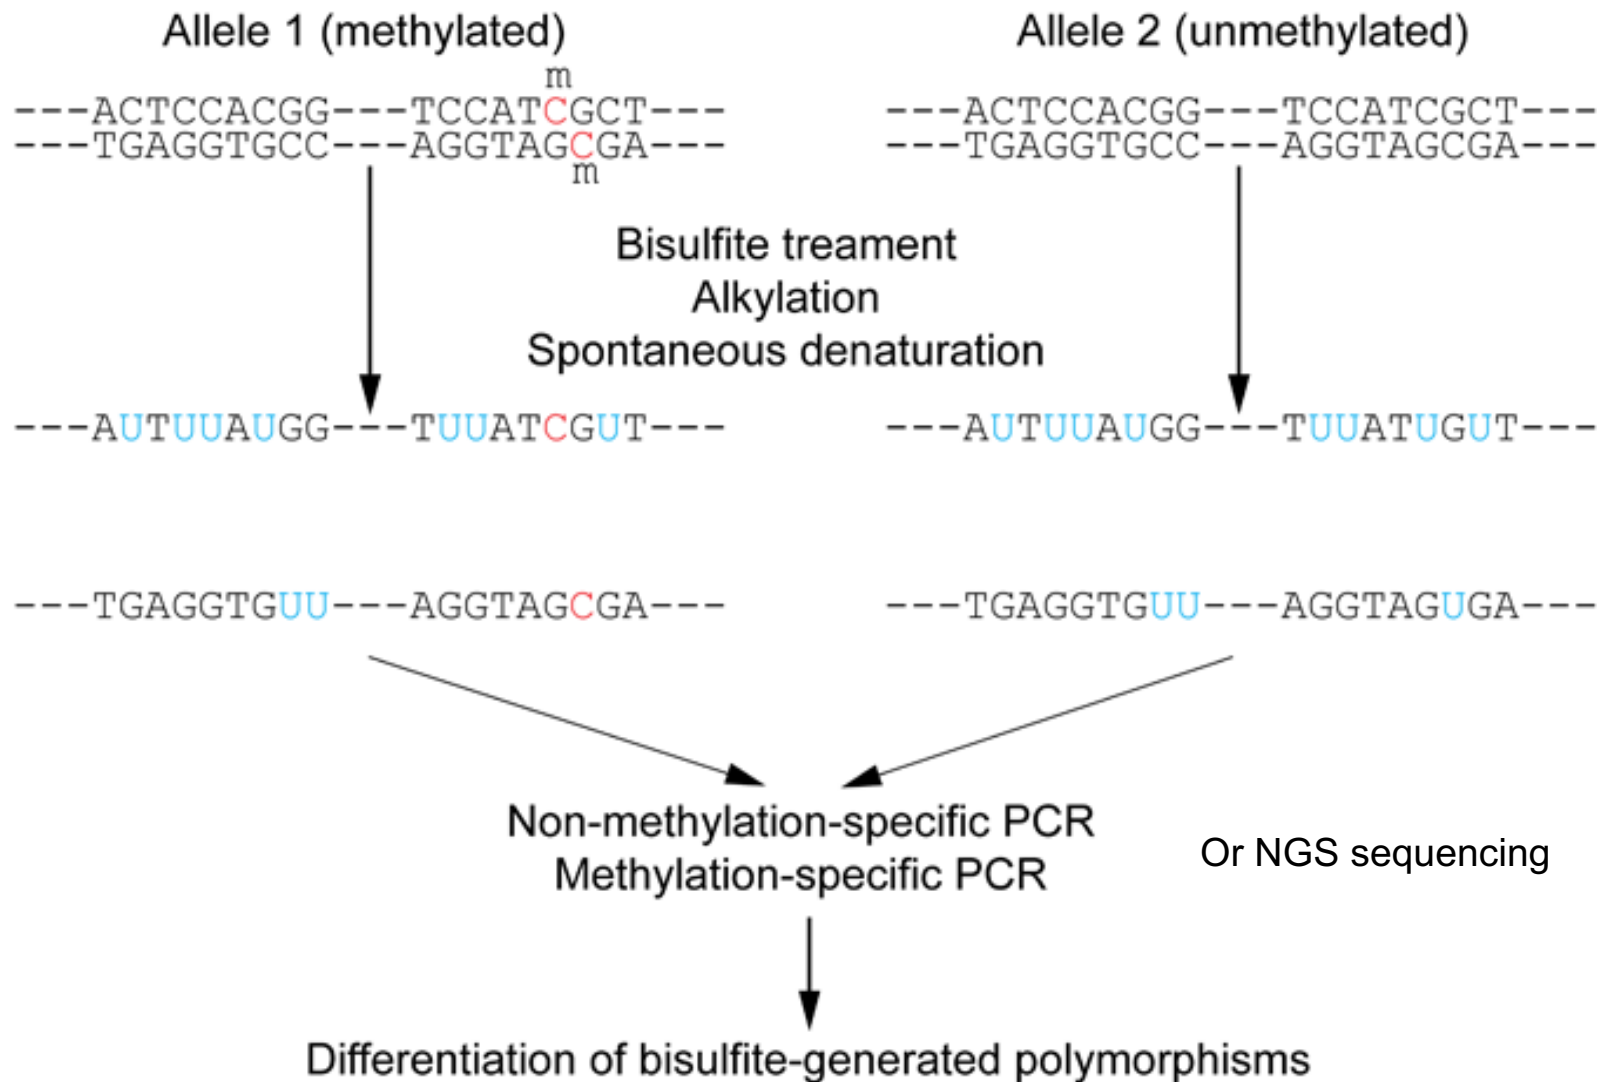 Allele 1 (methylated)
Allele 2 (unmethylated)
m
---ACTCCACGG---TCCATCGCT---
---TGAGGTGCC---AGGTAGCGA---
m
---ACTCCACGG---TCCATCGCT---
---TGAGGTGCC---AGGTAGCGA---
Bisulfite treament
Alkylation
Spontaneous denaturation
---AUTUUAUGG---TUUATCGUT---
---AUTUUAUGG---TUUATUGUT---
---TGAGGTGUU---AGGTAGCGA---
---TGAGGTGUU---AGGTAGUGA---
Non-methylation-specific PCR
Methylation-specific PCR
Or NGS sequencing
Differentiation of bisulfite-generated polymorphisms